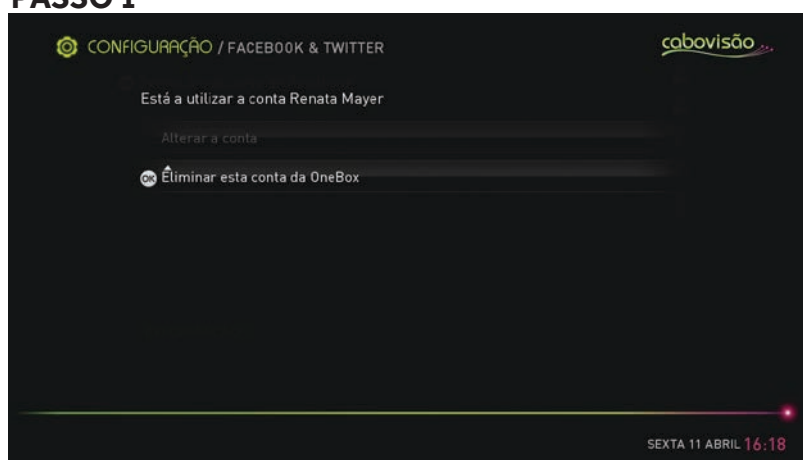 PASSO 1
CONFIGURAÇÃO / FACEBOOK & TWITTER
cabovisão
Está a utilizar a conta Renata Mayer
Alterar a conta
OK Eliminar esta conta da OneBox
SEXTA 11 ABRIL 16:18